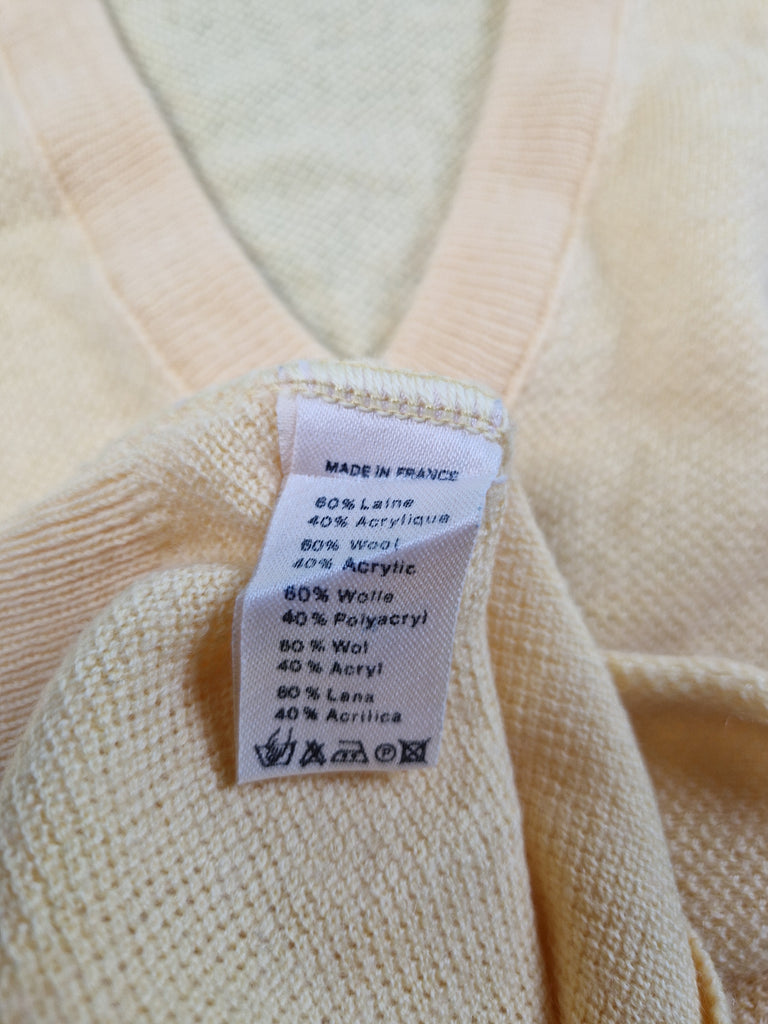 MADE IN FRANCE
60% Laine
40% Acrylique
60% Wool
40% Acrylic
60% Wolle
40% Polyacryl
60% Wol
40% Acryl
60% Lana
40% Acrilica
P